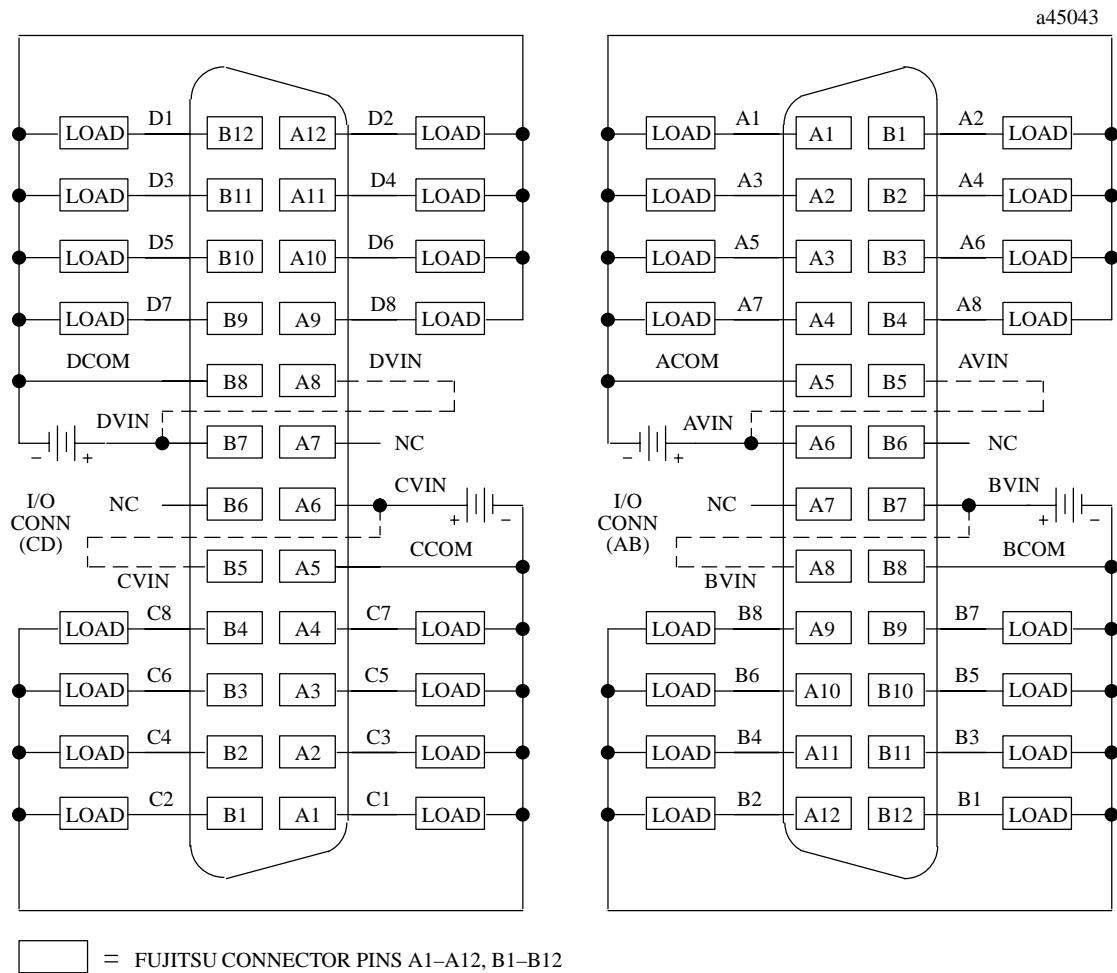 a45043
LOAD D1 B12 A12 D2 LOAD
LOAD D3 B11 A11 D4 LOAD
LOAD D5 B10 A10 D6 LOAD
LOAD D7 B9 A9 D8 LOAD
DCOM B8 A8 DVIN
- + DVIN B7 A7 NC
I/O CONN (CD) NC B6 A6 CVIN + -
CVIN B5 A5 CCOM
LOAD C8 B4 A4 C7 LOAD
LOAD C6 B3 A3 C5 LOAD
LOAD C4 B2 A2 C3 LOAD
LOAD C2 B1 A1 C1 LOAD
LOAD A1 A1 B1 A2 LOAD
LOAD A3 A2 B2 A4 LOAD
LOAD A5 A3 B3 A6 LOAD
LOAD A7 A4 B4 A8 LOAD
ACOM A5 B5 AVIN
- + AVIN A6 B6 NC
I/O CONN (AB) NC A7 B7 BVIN + -
BVIN A8 B8 BCOM
LOAD B8 A9 B9 B7 LOAD
LOAD B6 A10 B10 B5 LOAD
LOAD B4 A11 B11 B3 LOAD
LOAD B2 A12 B12 B1 LOAD
= FUJITSU CONNECTOR PINS A1–A12, B1–B12